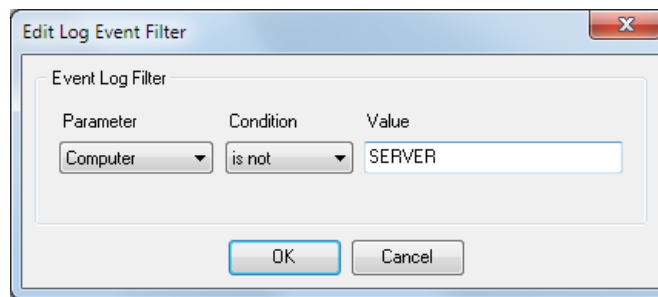 Edit Log Event Filter
Event Log Filter
Parameter Condition Value
Computer is not SERVER
OK Cancel